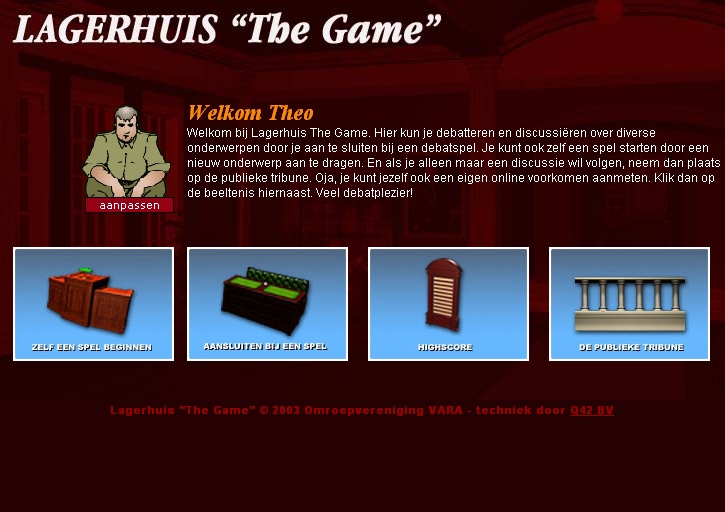 LAGERHUIS “The Game”
Welkom Theo
Welkom bij Lagerhuis The Game. Hier kun je debatteren en discussiëren over diverse
onderwerpen door je aan te sluiten bij een debatspel. Je kunt ook zelf een spel starten door een
nieuw onderwerp aan te dragen. En als je alleen maar een discussie wil volgen, neem dan plaats
op de publieke tribune. Oja, je kunt jezelf ook een eigen online voorkomen aanmeten. Klik dan op
de beeltenis hiernaast. Veel debatplezier!
aanpassen
ZELF EEN SPEL BEGINNEN
AANSLUITEN BIJ EEN SPEL
HIGHSCORE
DE PUBLIEKE TRIBUNE
Lagerhuis "The Game" © 2003 Omroepvereniging VARA - techniek door Q42 BV